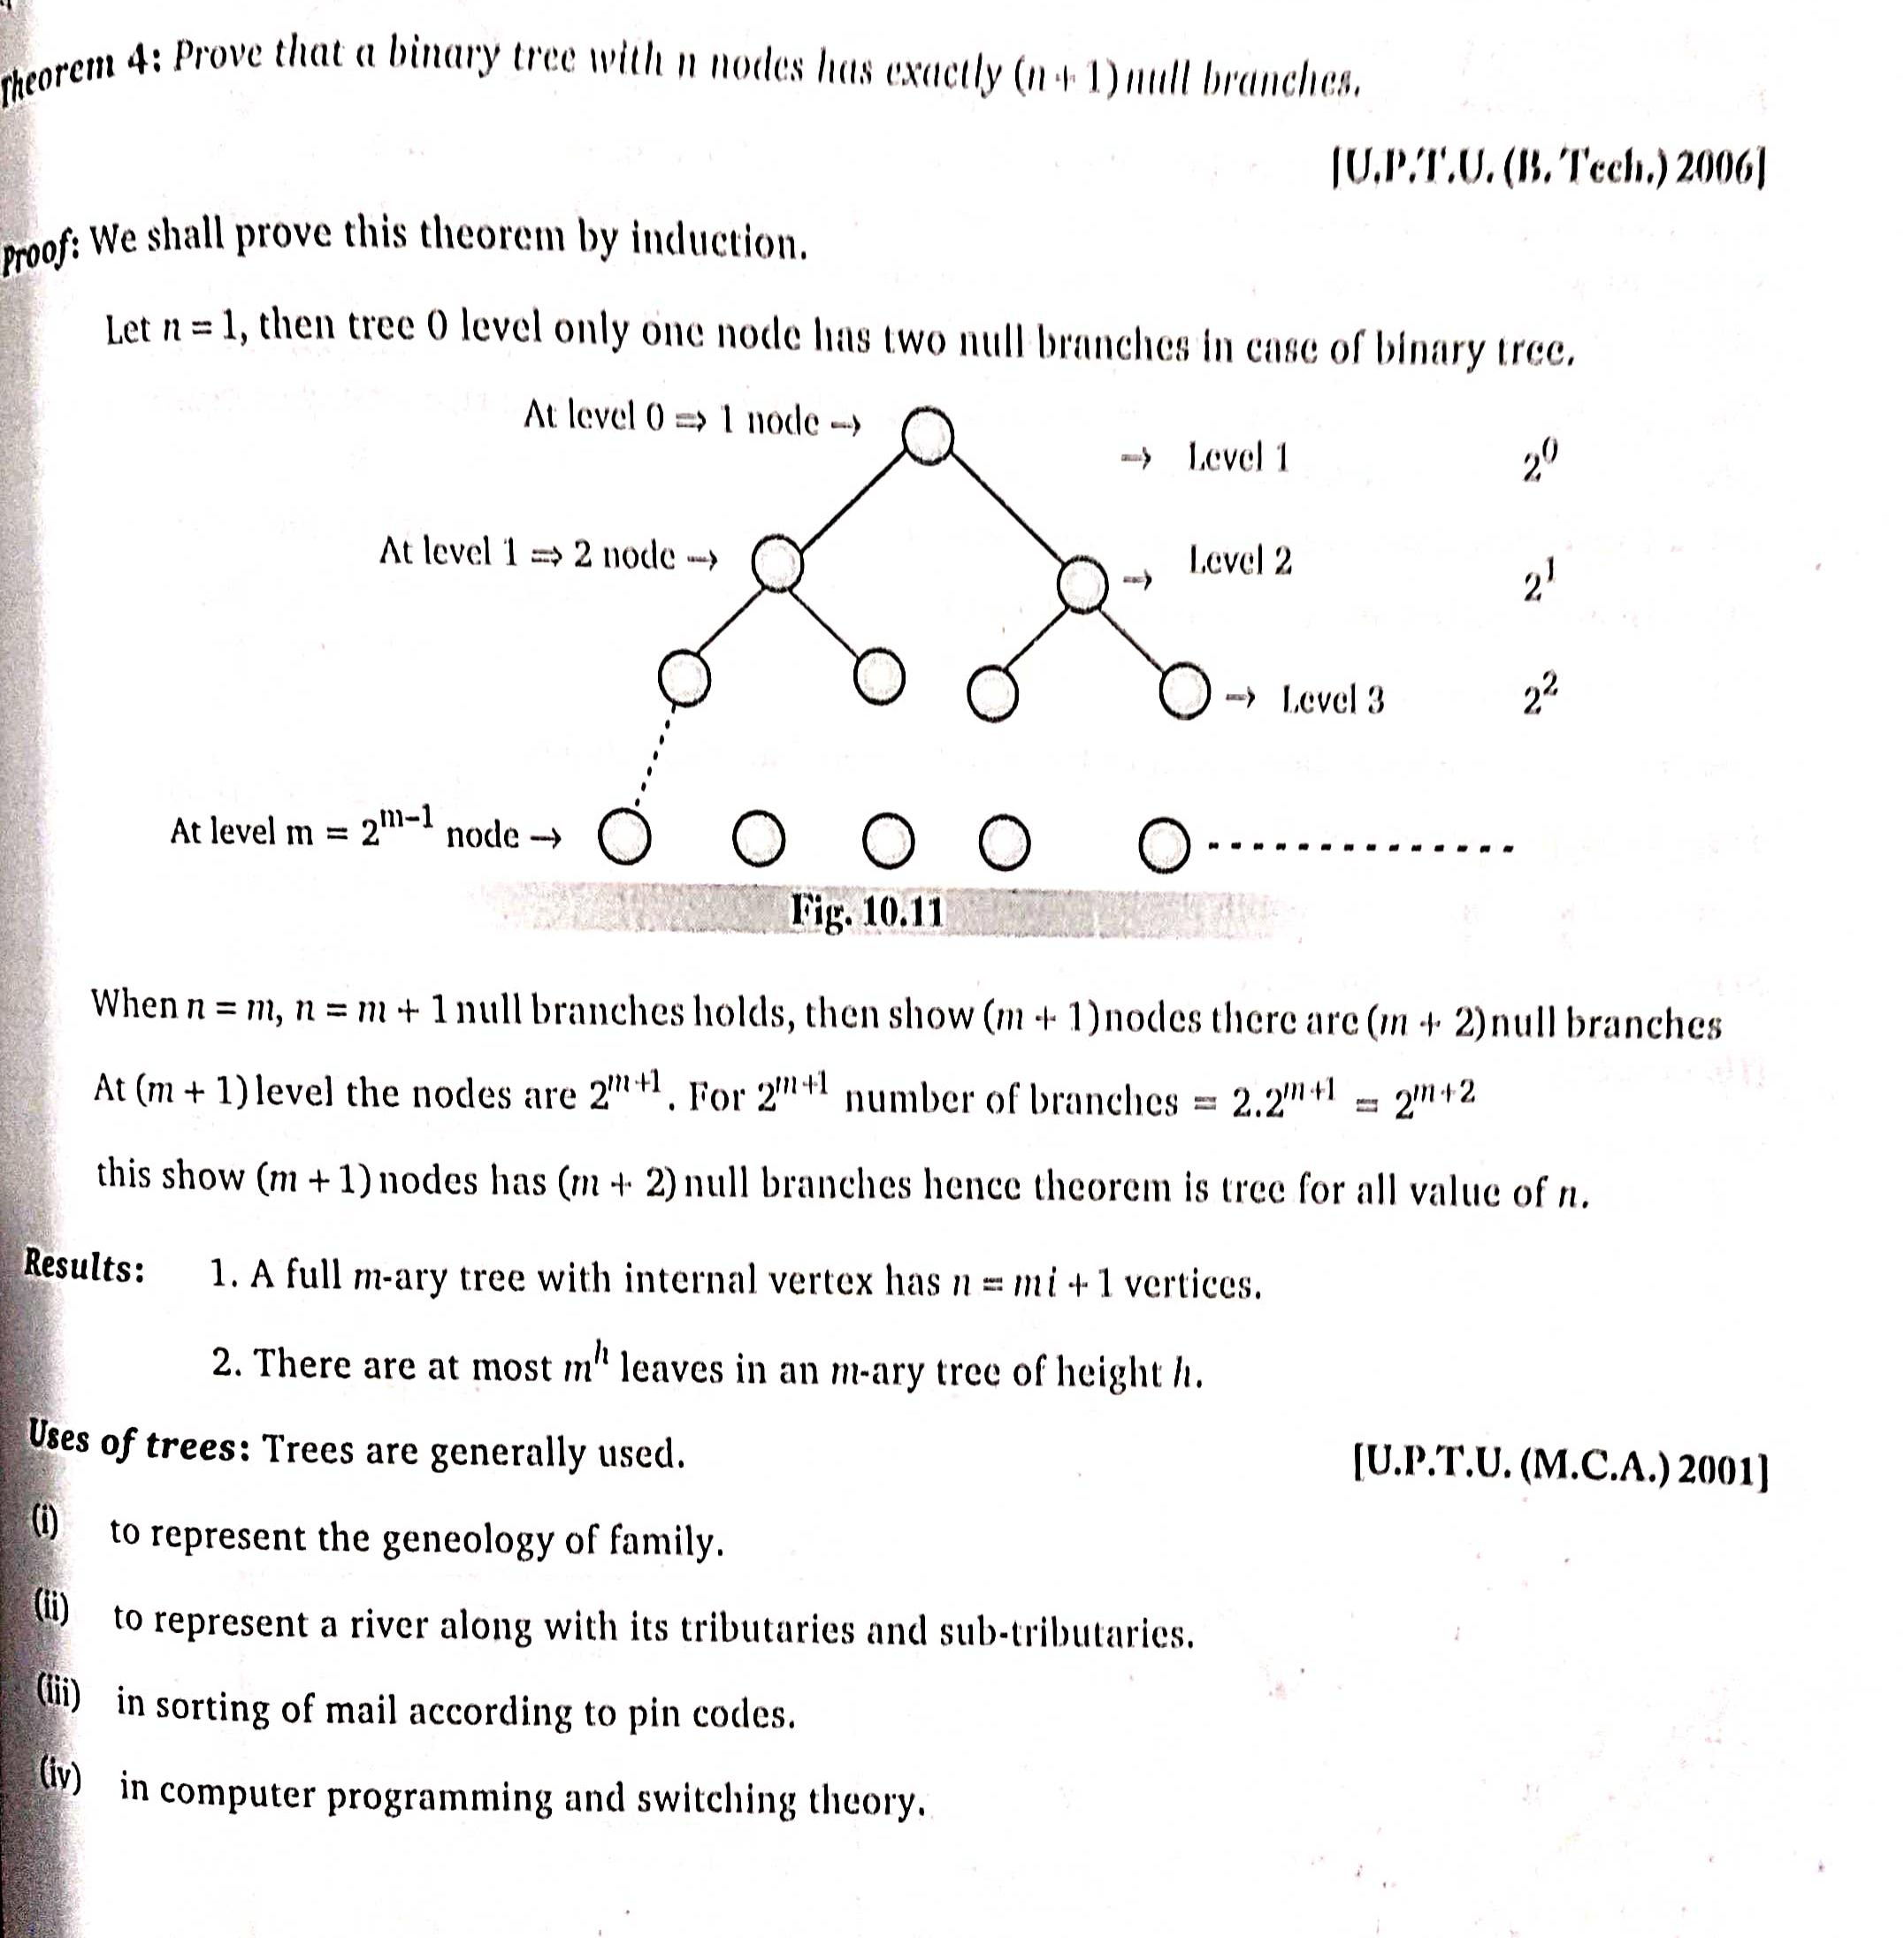 Theorem 4: Prove that a binary tree with n nodes has exactly (n + 1) null branches.
[U.P.T.U. (B. Tech.) 2006]
Proof: We shall prove this theorem by induction.
Let n = 1, then tree 0 level only one node has two null branches in case of binary tree.
At level 0 ⇒ 1 node → → Level 1 2⁰
At level 1 ⇒ 2 node → → Level 2 2¹
→ Level 3 2²
At level m = 2^{m–1} node →
Fig. 10.11
When n = m, n = m + 1 null branches holds, then show (m + 1) nodes there are (m + 2) null branches
At (m + 1) level the nodes are 2^{m+1}. For 2^{m+1} number of branches = 2.2^{m+1} = 2^{m+2}
this show (m + 1) nodes has (m + 2) null branches hence theorem is tree for all value of n.
Results: 1. A full m-ary tree with internal vertex has n = mi + 1 vertices.
2. There are at most m^h leaves in an m-ary tree of height h.
Uses of trees: Trees are generally used. [U.P.T.U. (M.C.A.) 2001]
(i) to represent the geneology of family.
(ii) to represent a river along with its tributaries and sub-tributaries.
(iii) in sorting of mail according to pin codes.
(iv) in computer programming and switching theory.